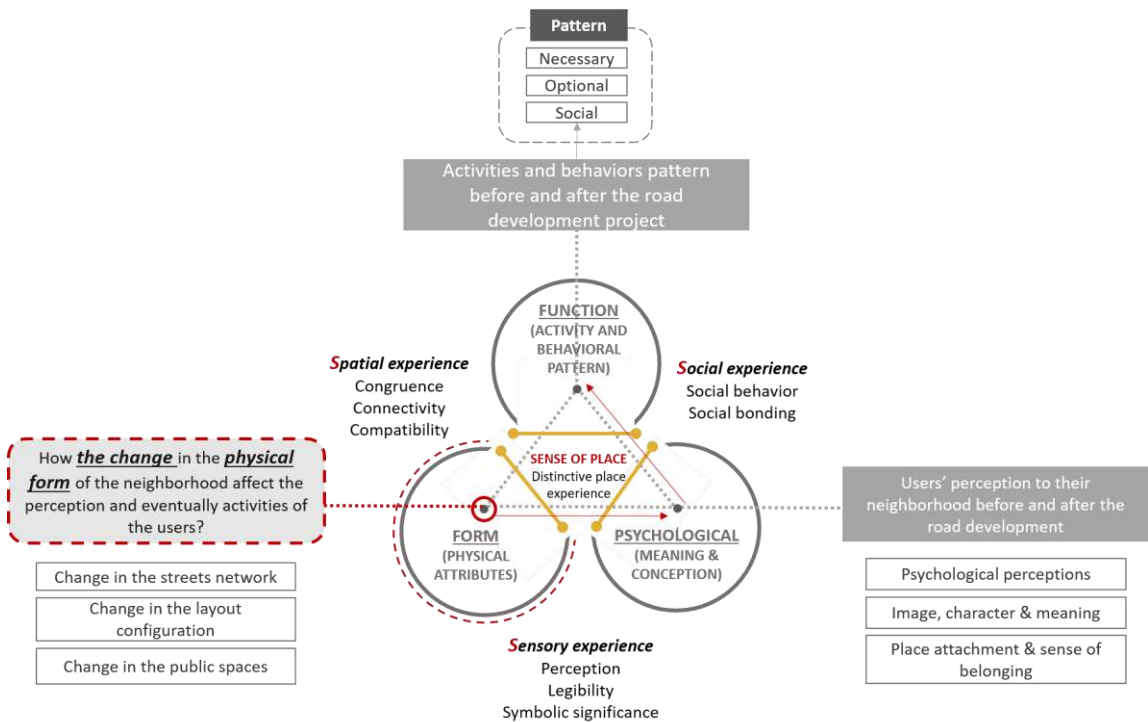 Pattern
Necessary
Optional
Social
Activities and behaviors pattern
before and after the road
development project
FUNCTION
(ACTIVITY AND
BEHAVIORAL
PATTERN)
Spatial experience
Congruence
Connectivity
Compatibility
Social experience
Social behavior
Social bonding
SENSE OF PLACE
Distinctive place
experience
How the change in the physical
form of the neighborhood affect the
perception and eventually activities of
the users?
Change in the streets network
Change in the layout
configuration
Change in the public spaces
FORM
(PHYSICAL
ATTRIBUTES)
PSYCHOLOGICAL
(MEANING &
CONCEPTION)
Users' perception to their
neighborhood before and after the
road development
Psychological perceptions
Image, character & meaning
Place attachment & sense of
belonging
Sensory experience
Perception
Legibility
Symbolic significance